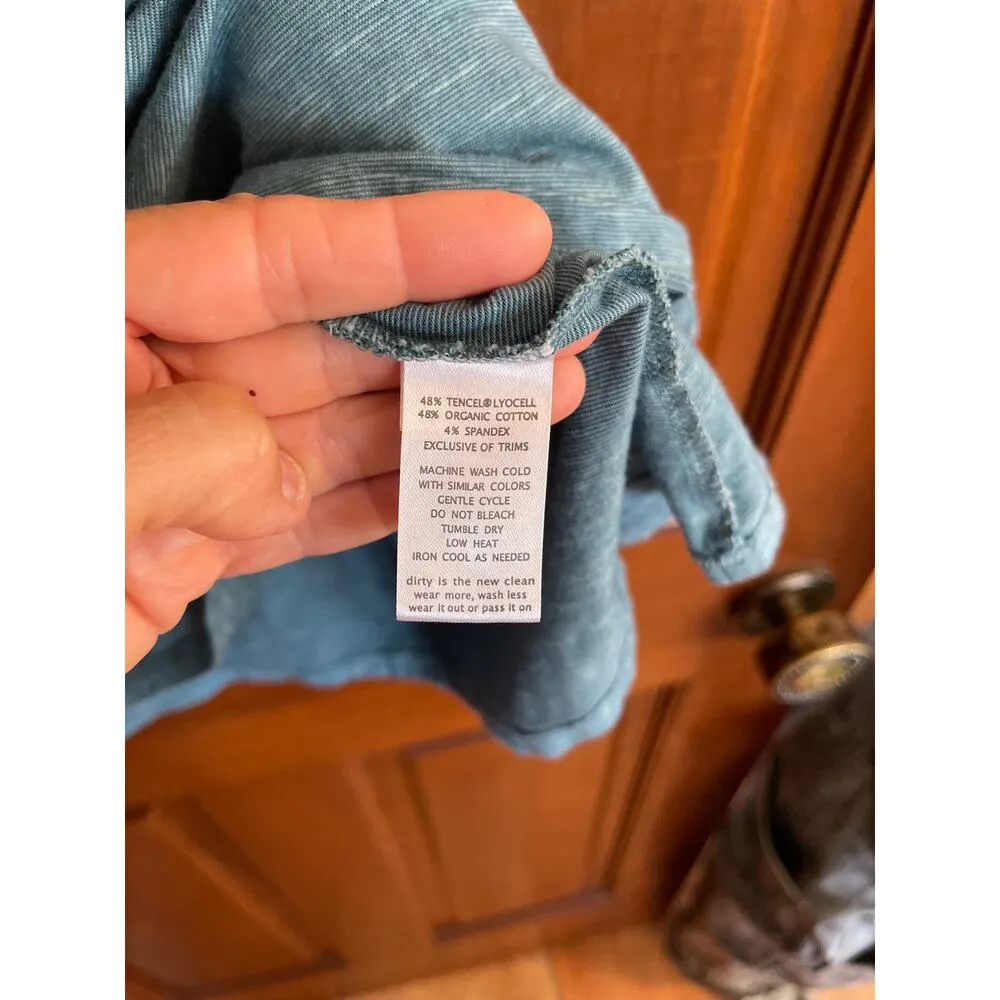 48% TENCEL®LYOCELL
48% ORGANIC COTTON
4% SPANDEX
EXCLUSIVE OF TRIMS
MACHINE WASH COLD
WITH SIMILAR COLORS
GENTLE CYCLE
DO NOT BLEACH
TUMBLE DRY
LOW HEAT
IRON COOL AS NEEDED
dirty is the new clean
wear more, wash less
wear it out or pass it on